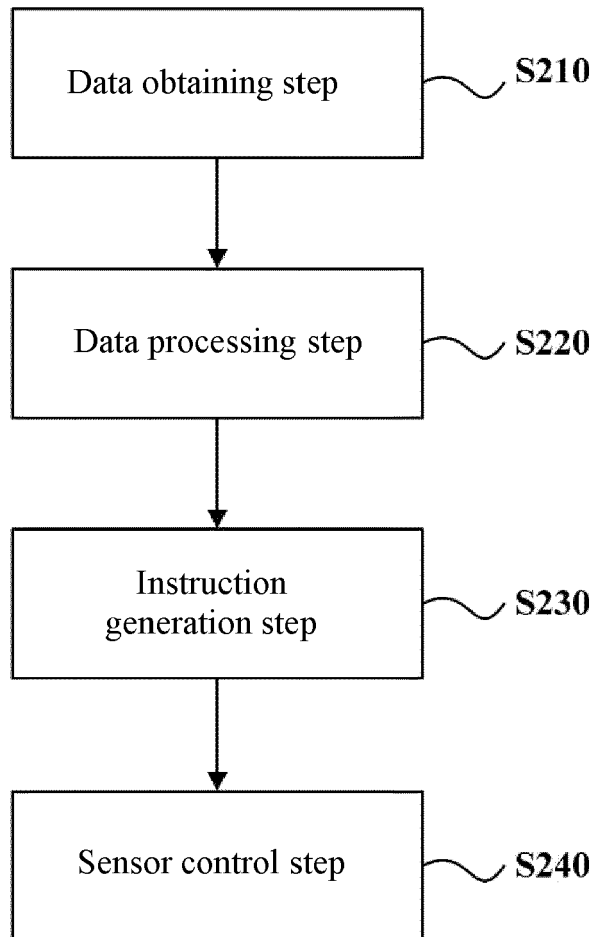 Data obtaining step
S210
Data processing step
S220
Instruction
generation step
S230
Sensor control step
S240